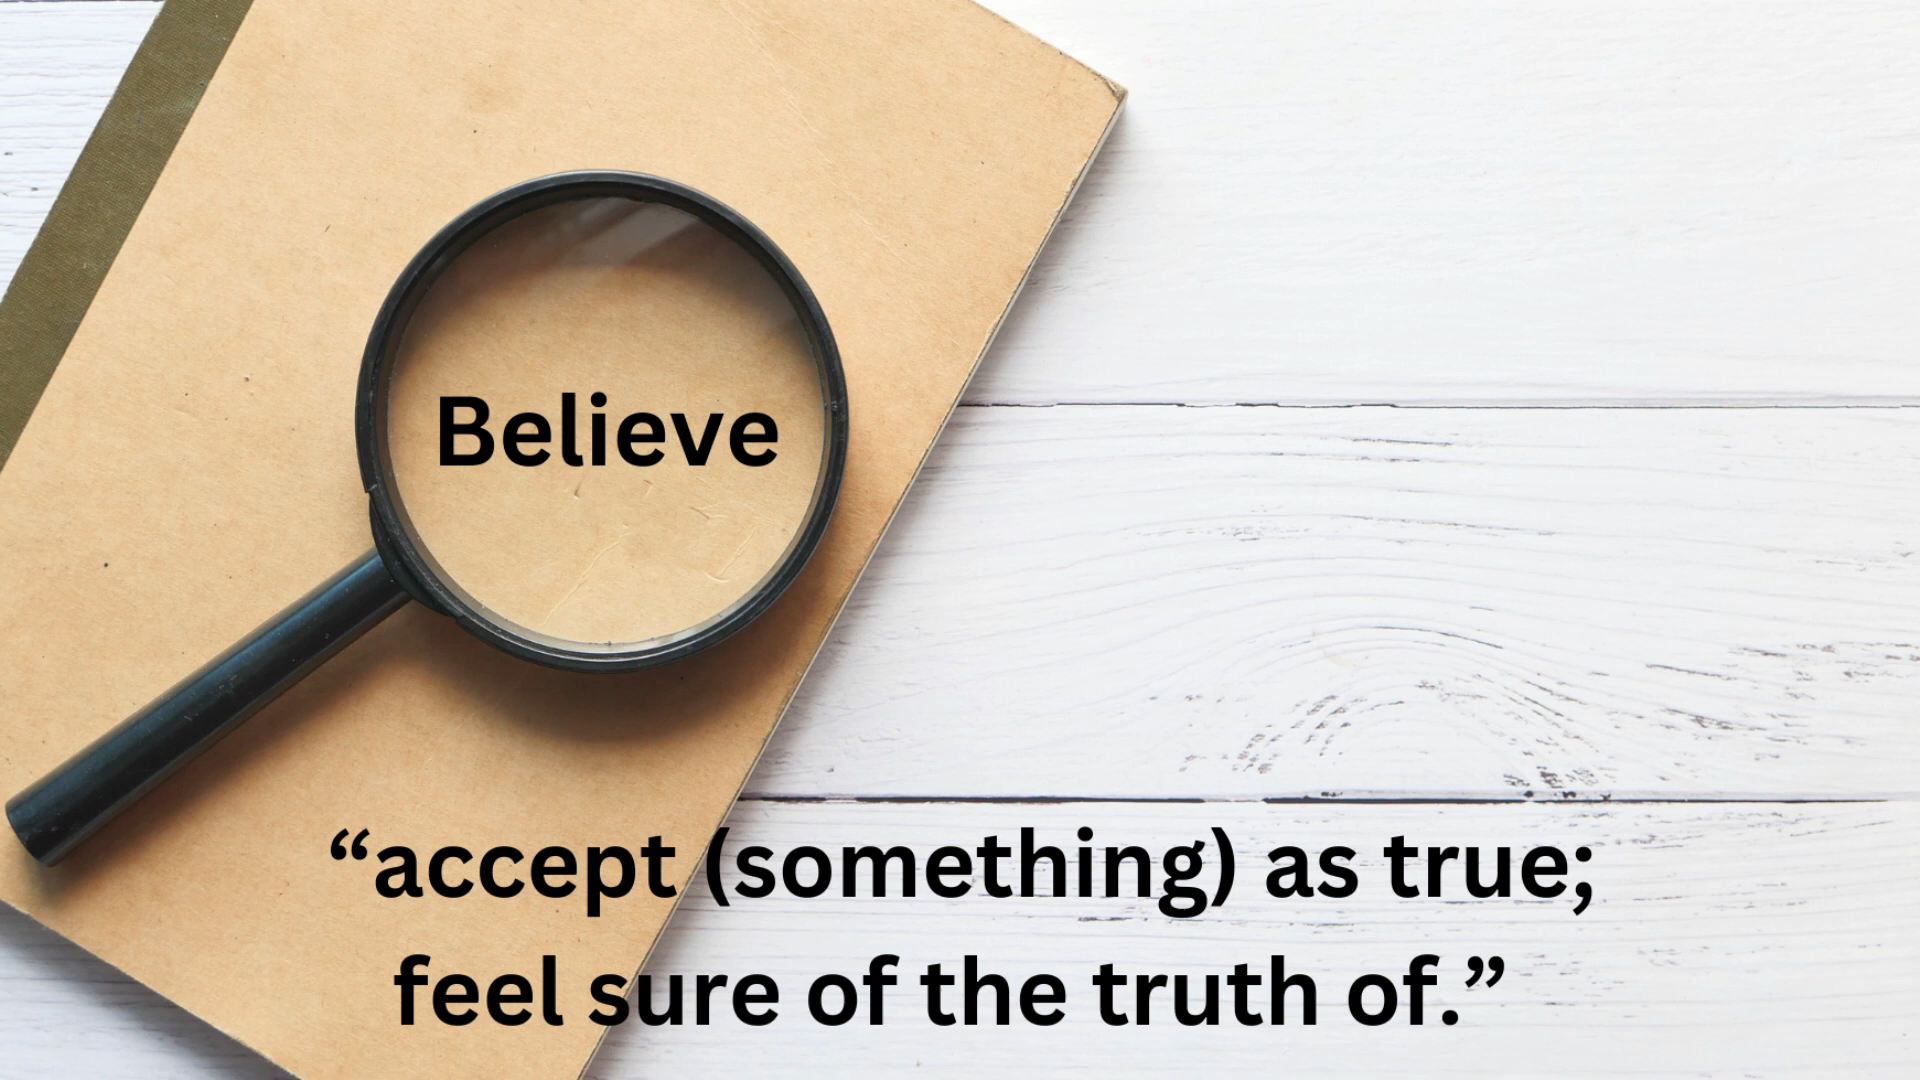 Believe
“accept (something) as true;
feel sure of the truth of.”